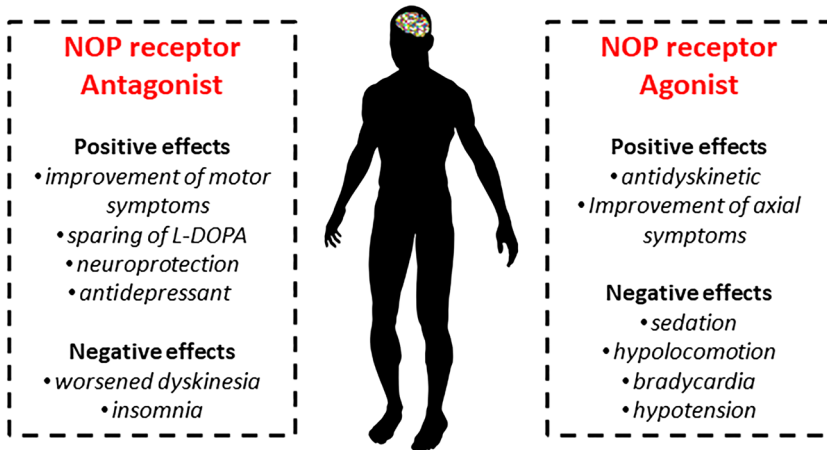 NOP receptor
Antagonist
Positive effects
•improvement of motor
symptoms
•sparing of L-DOPA
•neuroprotection
•antidepressant
Negative effects
•worsened dyskinesia
•insomnia
NOP receptor
Agonist
Positive effects
•antidyskinetic
•Improvement of axial
symptoms
Negative effects
•sedation
•hypolocomotion
•bradycardia
•hypotension